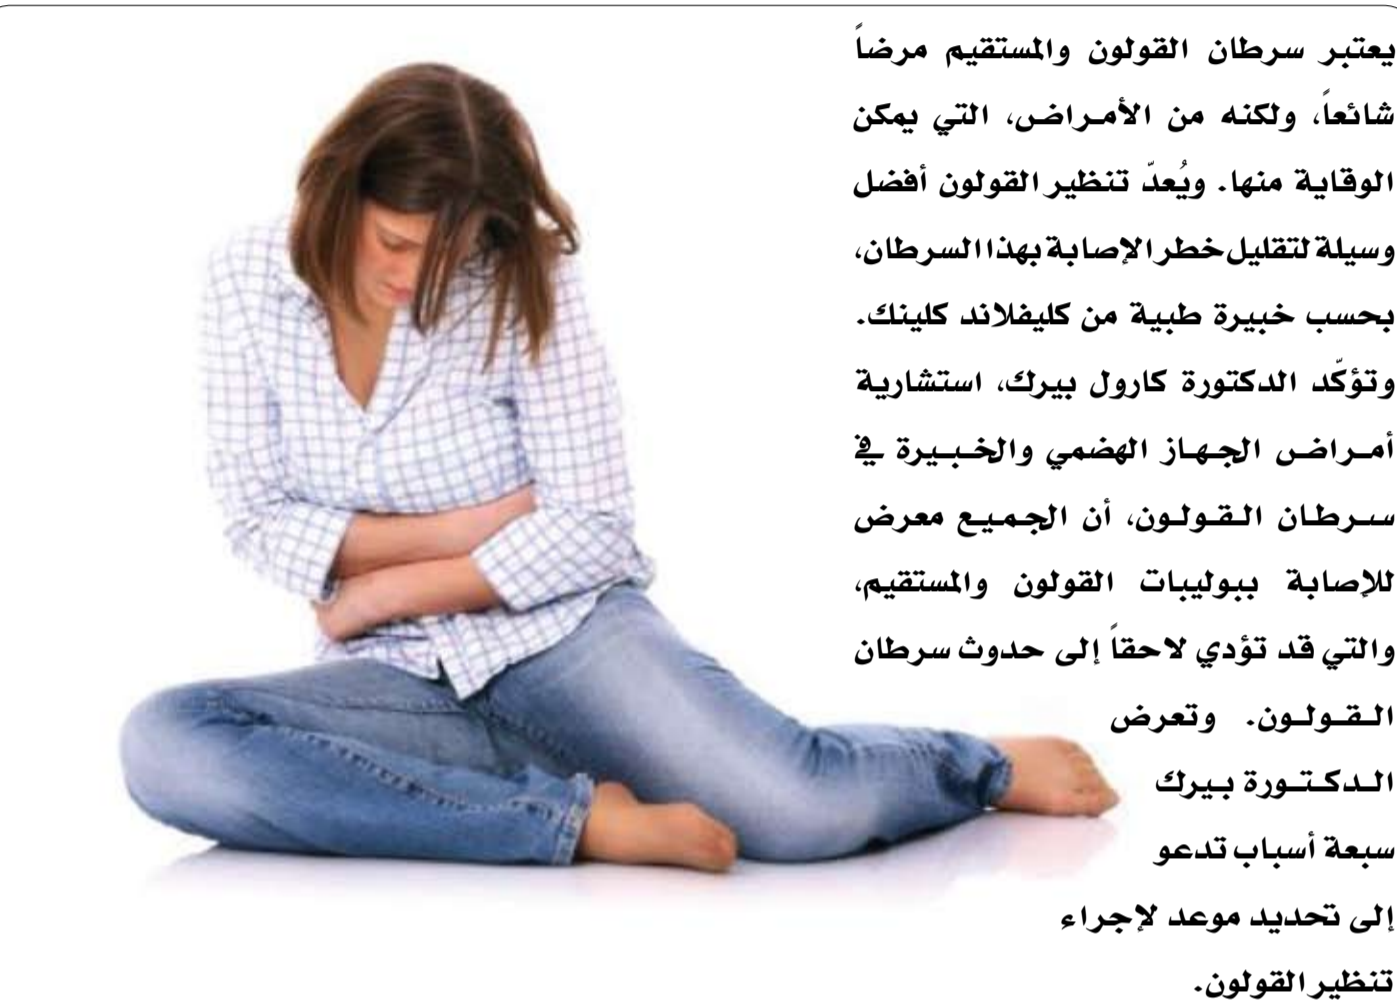 يعتبر سرطان القولون والمستقيم مرضاً
شائعاً، ولكنه من الأمراض، التي يمكن
الوقاية منها. ويُعدّ تنظير القولون أفضل
وسيلة لتقليل خطر الإصابة بهذا السرطان،
بحسب خبيرة طبية من كليفلاند كلينك.
وتؤكّد الدكتورة كارول بيرك، استشارية
أمراض الجهاز الهضمي والخبيرة في
سرطان القولون، أن الجميع معرض
للإصابة ببوليبات القولون والمستقيم،
والتي قد تؤدي لاحقاً إلى حدوث سرطان
القولون. وتعرض
الدكتورة بيرك
سبعة أسباب تدعو
إلى تحديد موعد لإجراء
تنظير القولون.